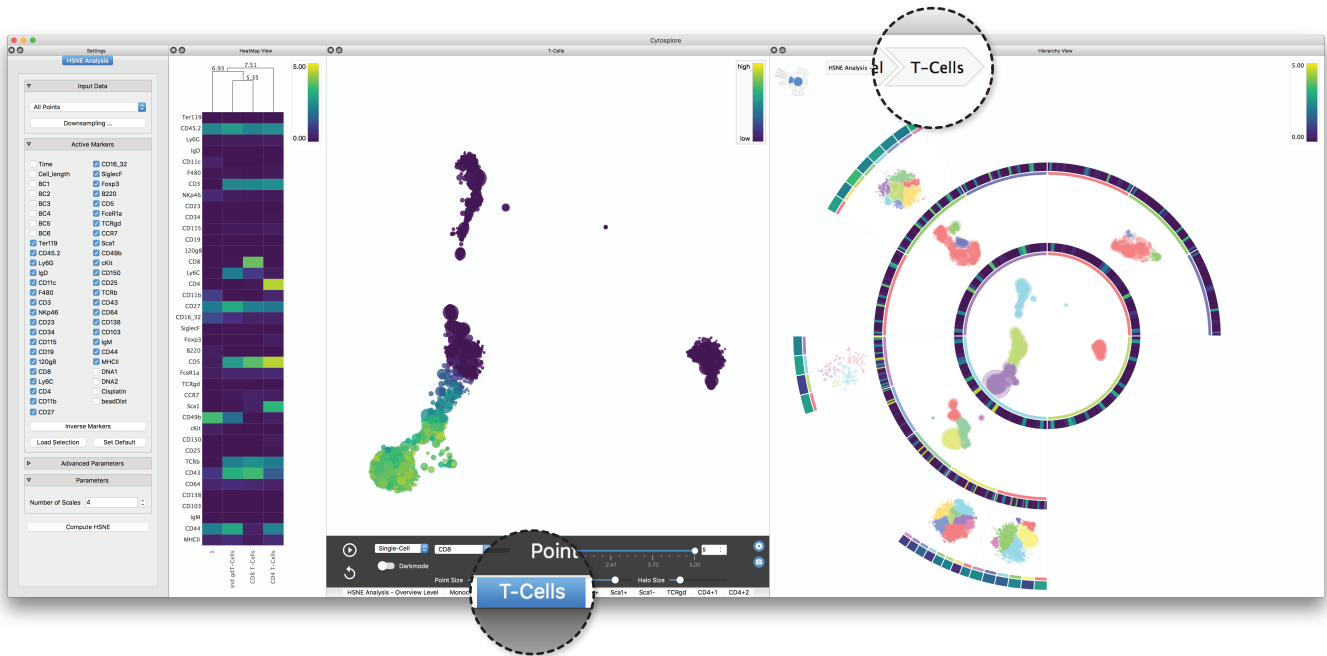 Cytosplore
Settings
HSNE Analysis
Input Data
All Points
Downsampling ...
Active Markers
Time
Cell_length
BC1
BC2
BC3
BC4
BC5
BC6
Ter119
CD45.2
Ly6G
IgD
CD11c
F480
CD3
NKp46
CD23
CD34
CD115
CD19
120g8
CD8
Ly6C
CD4
CD11b
CD27
CD16_32
SiglecF
Foxp3
B220
CD5
FceR1a
TCRgd
CCR7
Sca1
CD49b
cKit
CD150
CD25
TCRb
CD43
CD64
CD138
CD103
IgM
CD44
MHCII
DNA1
DNA2
Cisplatin
beadDist
Inverse Markers
Load Selection Set Default
Advanced Parameters
Parameters
Number of Scales 4
Compute HSNE
HeatMap View
7.51
6.93
5.35
5.00
0.00
Ter119
CD45.2
Ly6G
IgD
CD11c
F480
CD3
NKp46
CD23
CD34
CD115
CD19
120g8
CD8
Ly6C
CD4
CD11b
CD27
CD16_32
SiglecF
Foxp3
B220
CD5
FceR1a
TCRgd
CCR7
Sca1
CD49b
cKit
CD150
CD25
TCRb
CD43
CD64
CD138
CD103
IgM
CD44
MHCII
1
ind gdT-Cells
CD8 T-Cells
CD4 T-Cells
T-Cells
high
low
Single-Cell CD8 Poin 5
2.41 3.70 5.00
Darkmode
Point Size Halo Size
HSNE Analysis - Overview Level Monoc T-Cells + Sca1+ Sca1- TCRgd CD4+1 CD4+2
Hierarchy View
HSNE Analysis - el T-Cells
5.00
0.00